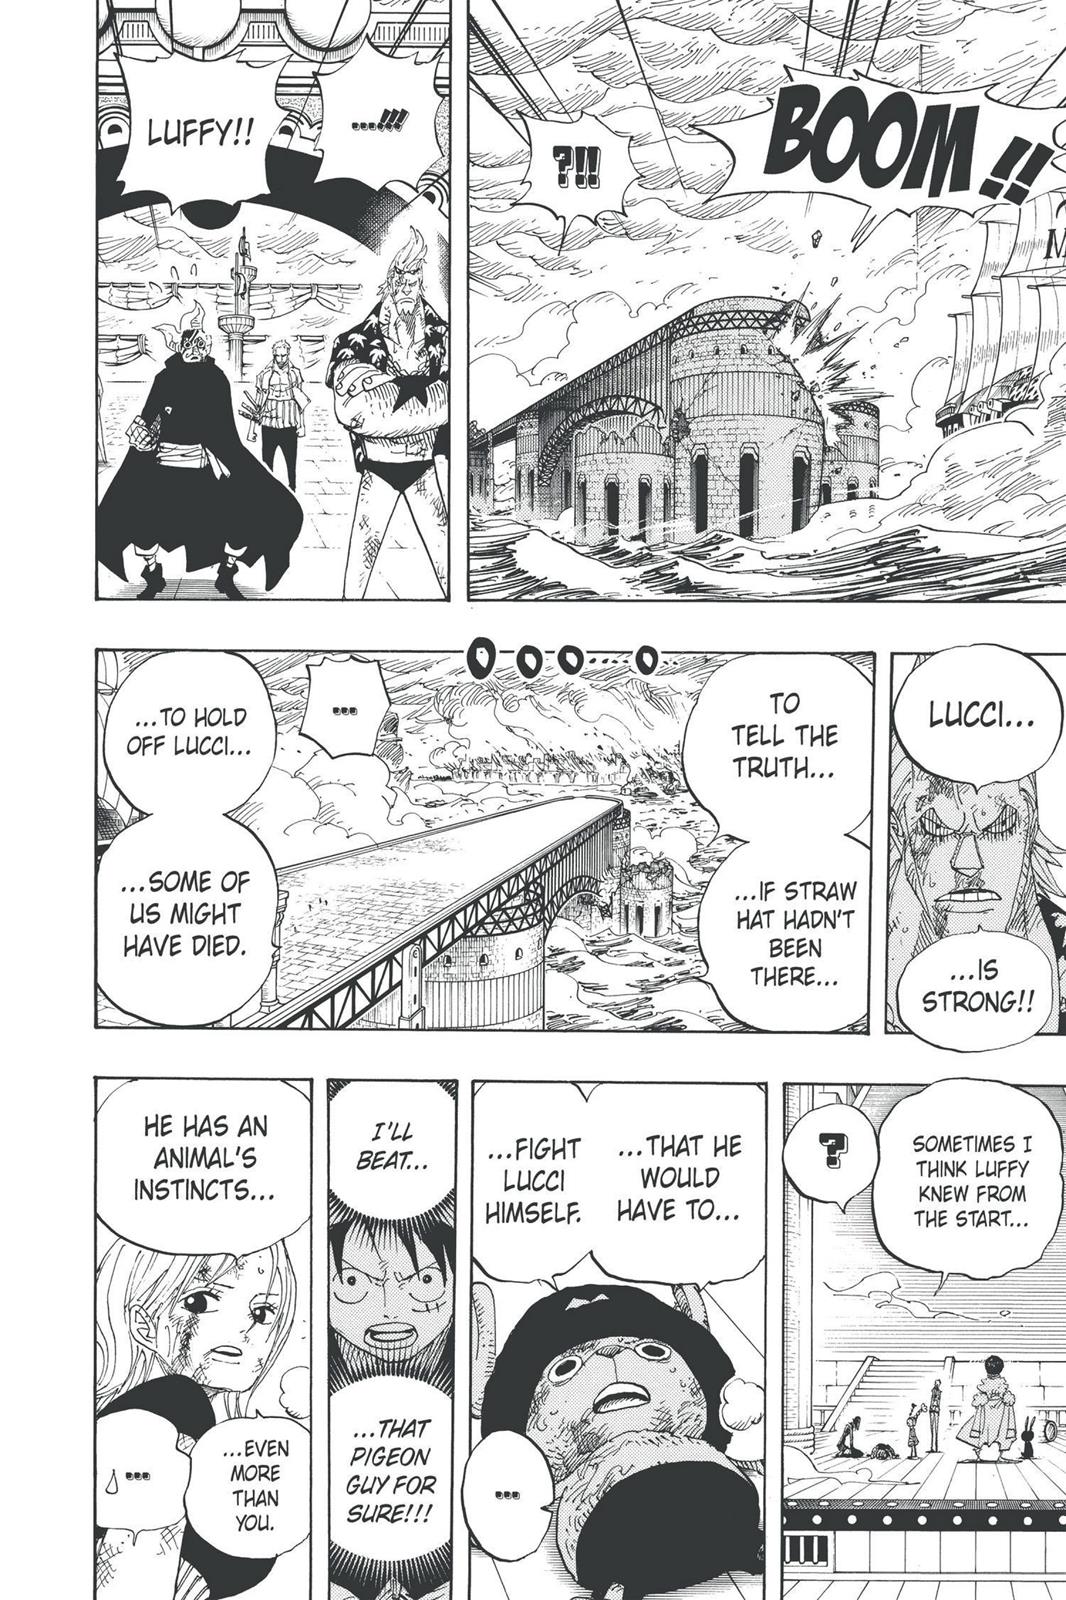 BOOM!!
?!!
......!!!
LUFFY!!
M
LUCCI...
...IS
STRONG!!
TO
TELL THE
TRUTH...
...IF STRAW
HAT HADN'T
BEEN
THERE...
OOO....O..
...
...TO HOLD
OFF LUCCI...
...SOME OF
US MIGHT
HAVE DIED.
SOMETIMES I
THINK LUFFY
KNEW FROM
THE START...
?
...THAT HE
WOULD
HAVE TO...
...FIGHT
LUCCI
HIMSELF.
...
I'LL
BEAT...
...THAT
PIGEON
GUY FOR
SURE!!!
HE HAS AN
ANIMAL'S
INSTINCTS...
...EVEN
MORE
THAN
YOU.
...